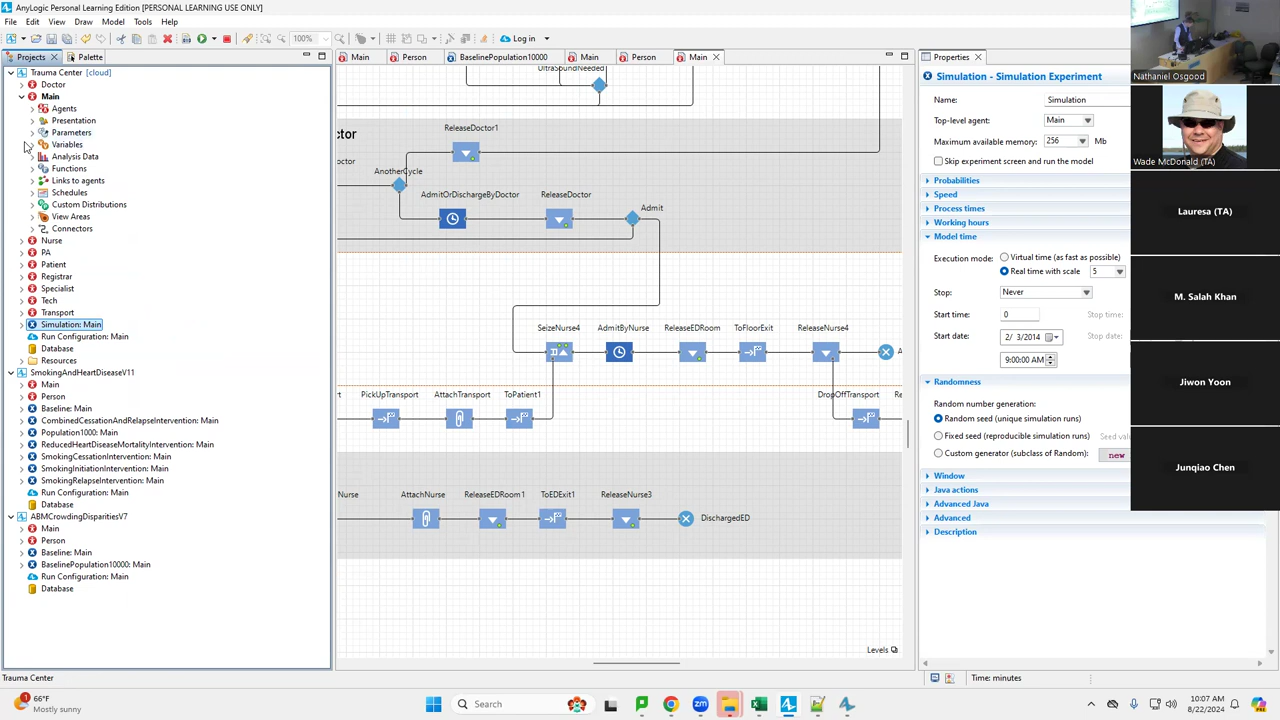 AnyLogic Personal Learning Edition [PERSONAL LEARNING USE ONLY]
File Edit View Draw Model Tools Help
100% Log in
Projects Palette
Main Person BaselinePopulation10000 Main Person Main
Properties
Trauma Center [cloud]
Doctor
Main
Agents
Presentation
Parameters
Variables
Analysis Data
Functions
Links to agents
Schedules
Custom Distributions
View Areas
Connectors
Nurse
PA
Patient
Registrar
Specialist
Tech
Transport
Simulation: Main
Run Configuration: Main
Database
Resources
SmokingAndHeartDiseaseV11
Main
Person
Baseline: Main
CombinedCessationAndRelapseIntervention: Main
Population1000: Main
ReducedHeartDiseaseMortalityIntervention: Main
SmokingCessationIntervention: Main
SmokingInitiationIntervention: Main
SmokingRelapseIntervention: Main
Run Configuration: Main
Database
ABMCrowdingDisparitiesV7
Main
Person
Baseline: Main
BaselinePopulation10000: Main
Run Configuration: Main
Database
UltrasoundNeeded
ctor
ReleaseDoctor1
octor
AnotherCycle
AdmitOrDischargeByDoctor
ReleaseDoctor
Admit
SeizeNurse4
AdmitByNurse
ReleaseEDRoom
ToFloorExit
ReleaseNurse4
A
rt
PickUpTransport
AttachTransport
ToPatient1
DropOffTransport
Re
Nurse
AttachNurse
ReleaseEDRoom1
ToEDExit1
ReleaseNurse3
DischargedED
Levels
Simulation - Simulation Experiment
Name: Simulation
Top-level agent: Main
Maximum available memory: 256 Mb
Skip experiment screen and run the model
Probabilities
Speed
Process times
Working hours
Model time
Execution mode: Virtual time (as fast as possible)
Real time with scale 5
Stop: Never
Start time: 0 Stop time:
Start date: 2/ 3/2014 Stop date:
9:00:00 AM
Randomness
Random number generation:
Random seed (unique simulation runs)
Fixed seed (reproducible simulation runs) Seed valu
Custom generator (subclass of Random): new
Window
Java actions
Advanced Java
Advanced
Description
Nathaniel Osgood
Wade McDonald (TA)
Lauresa (TA)
M. Salah Khan
Jiwon Yoon
Junqiao Chen
Trauma Center
Time: minutes
1
66°F
Mostly sunny
Search
10:07 AM
8/22/2024